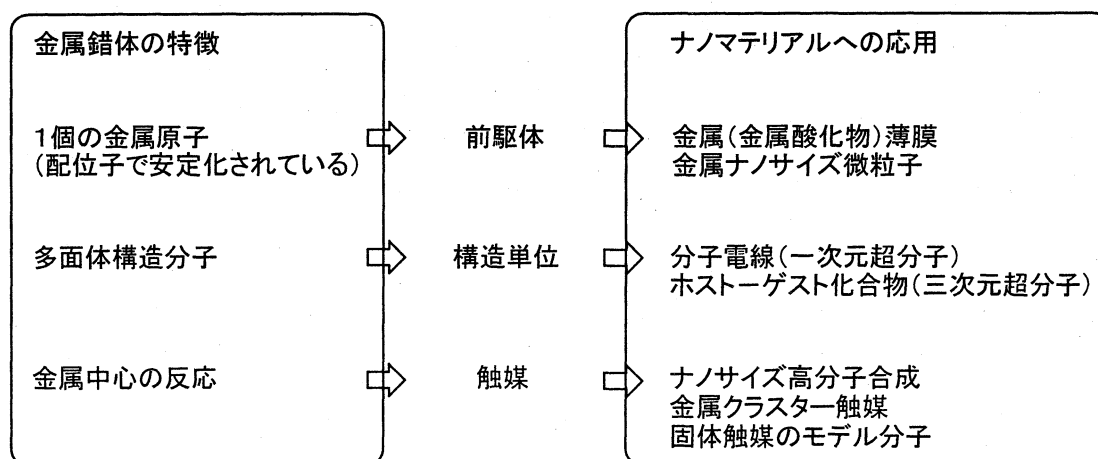 金属錯体の特徴
ナノマテリアルへの応用
1個の金属原子
(配位子で安定化されている)
前駆体
金属(金属酸化物)薄膜
金属ナノサイズ微粒子
多面体構造分子
構造単位
分子電線(一次元超分子)
ホストーゲスト化合物(三次元超分子)
金属中心の反応
触媒
ナノサイズ高分子合成
金属クラスター触媒
固体触媒のモデル分子